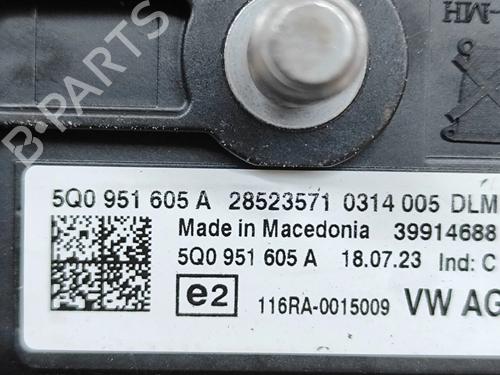 B-PARTS
-MH
5Q0 951 605 A 28523571 0314 005 DLM
Made in Macedonia 39914688
5Q0 951 605 A 18.07.23 Ind: C
e2 116RA-0015009 VW AG